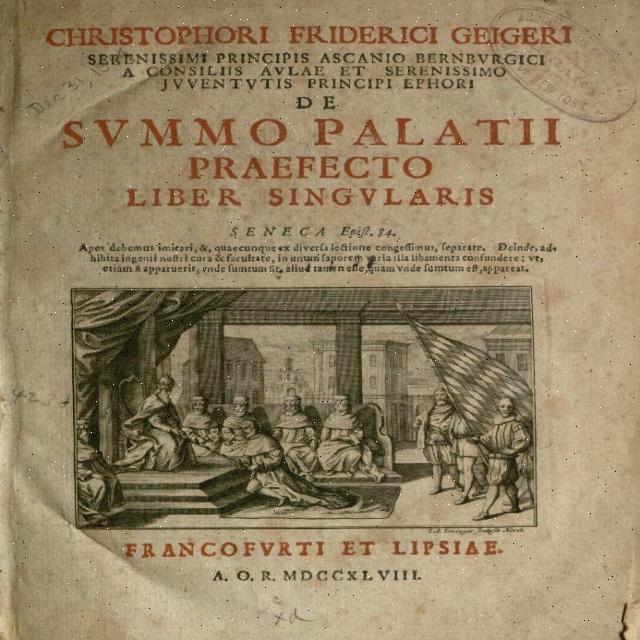 CHRISTOPHORI FRIDERICI GEIGERI
SERENISSIMI PRINCIPIS ASCANIO BERNBVRGICI
A CONSILIIS AVLAE ET SERENISSIMO
JVVENTVTIS PRINCIPI EPHORI
DE
SVMMO PALATII
PRAEFECTO
LIBER SINGVLARIS
SENECA Epist. 84.
Apes debemus imitari, &, quaecunque ex diversa lectione congessimus, separare. Deinde, ad-
hibita ingenii nostri cura & facultate, in unum saporem varia illa libamenta confundere: vt,
etiam si apparuerit, vnde sumtum sit, aliud tamen esse, quam vnde sumtum est, appareat.
FRANCOFVRTI ET LIPSIAE.
A. O. R. MDCCXLVIII.